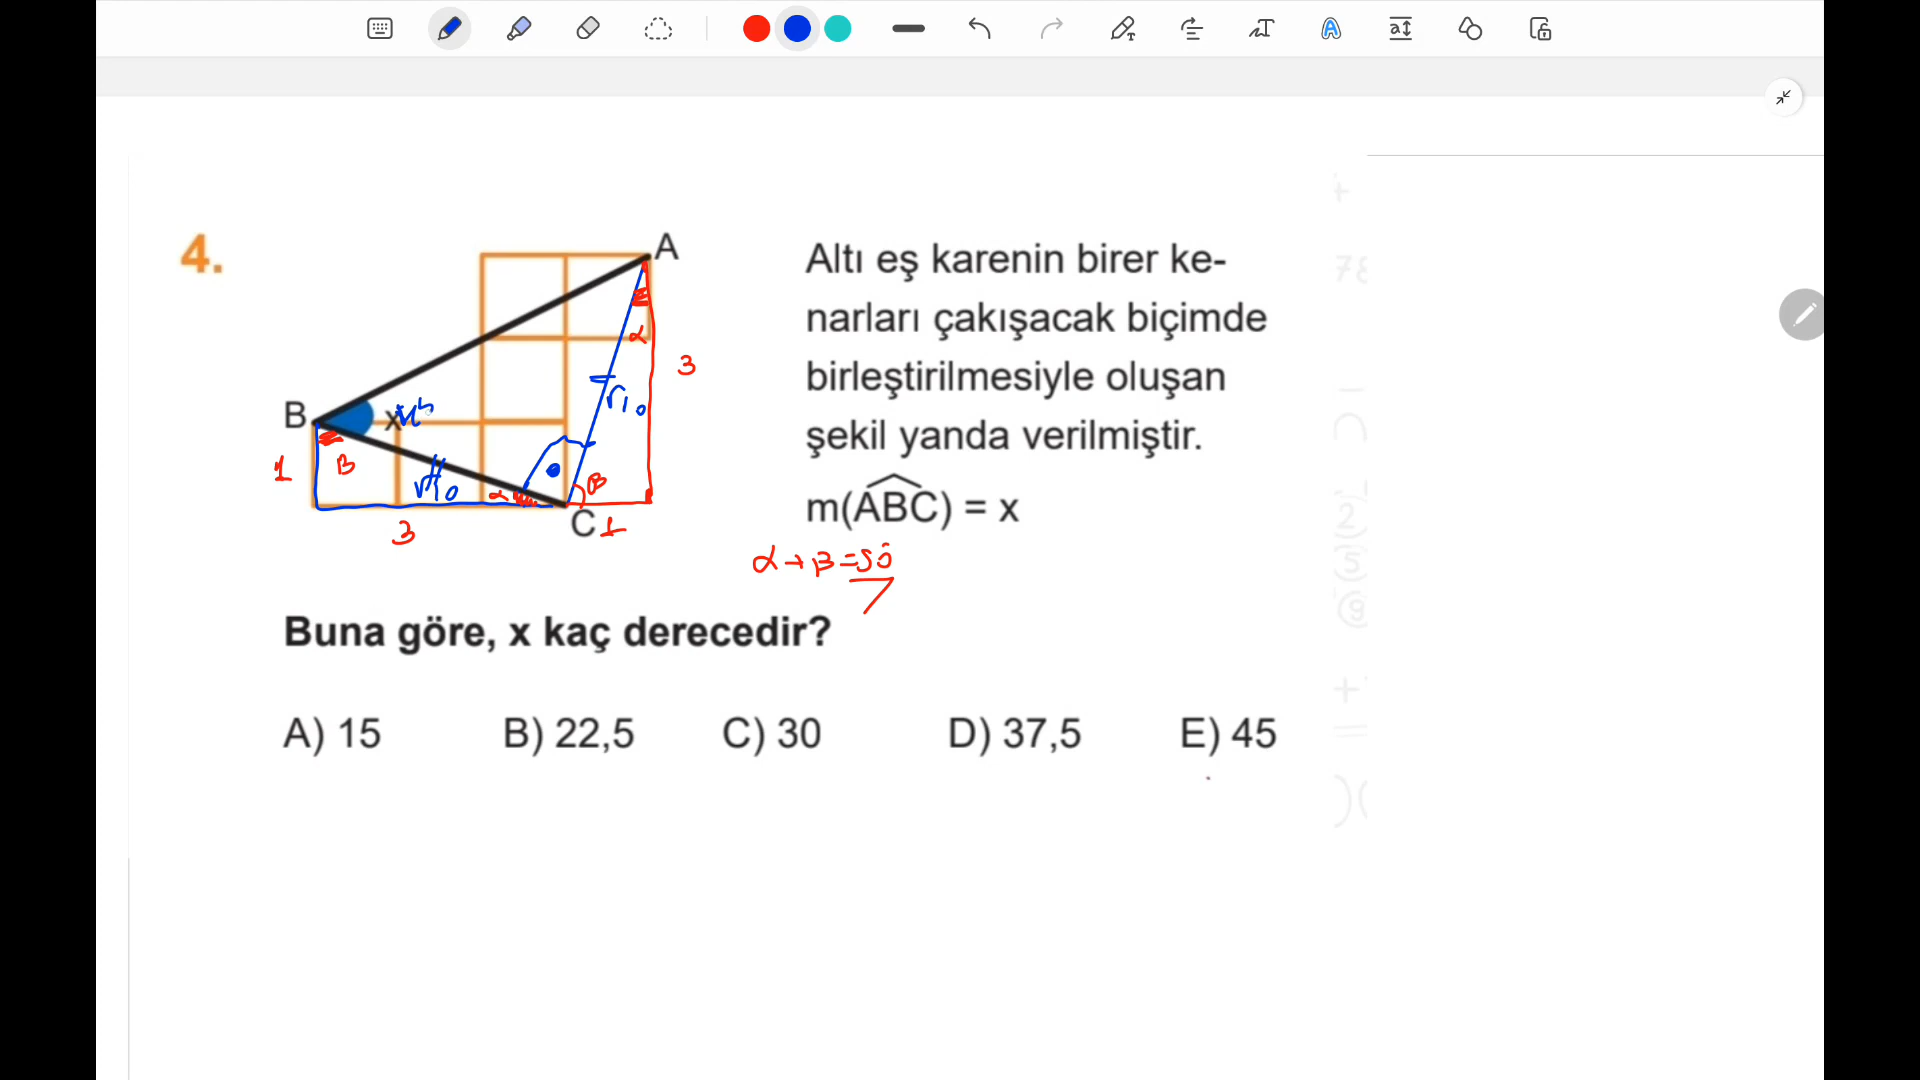 4.
A
B
x 45
C
1
B
√10
α
3
β
1
√10
α
3
Altı eş karenin birer ke-
narları çakışacak biçimde
birleştirilmesiyle oluşan
şekil yanda verilmiştir.
m(ABC) = x
α + β = 90
Buna göre, x kaç derecedir?
A) 15 B) 22,5 C) 30 D) 37,5 E) 45